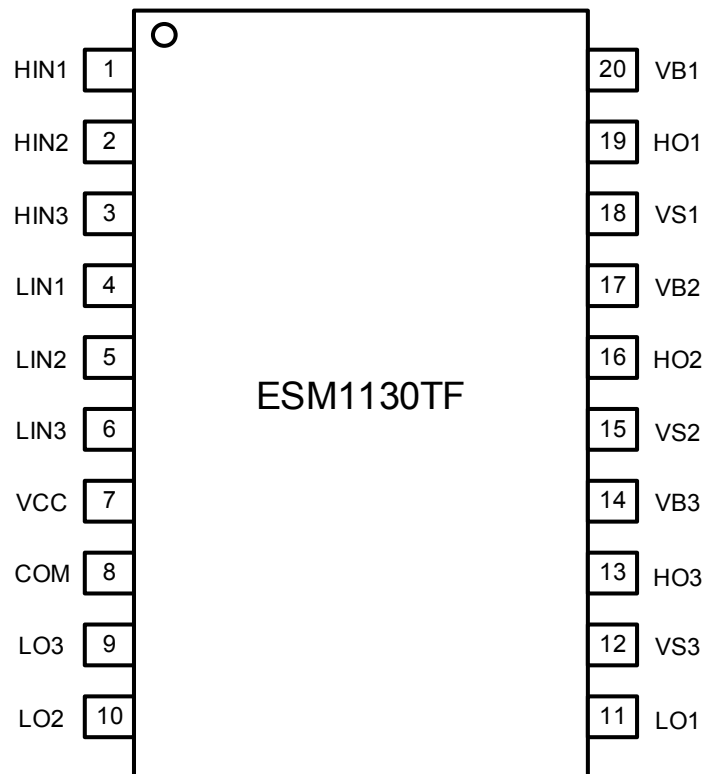 HIN1 1 20 VB1
HIN2 2 19 HO1
HIN3 3 18 VS1
LIN1 4 17 VB2
LIN2 5 16 HO2
ESM1130TF
LIN3 6 15 VS2
VCC 7 14 VB3
COM 8 13 HO3
LO3 9 12 VS3
LO2 10 11 LO1